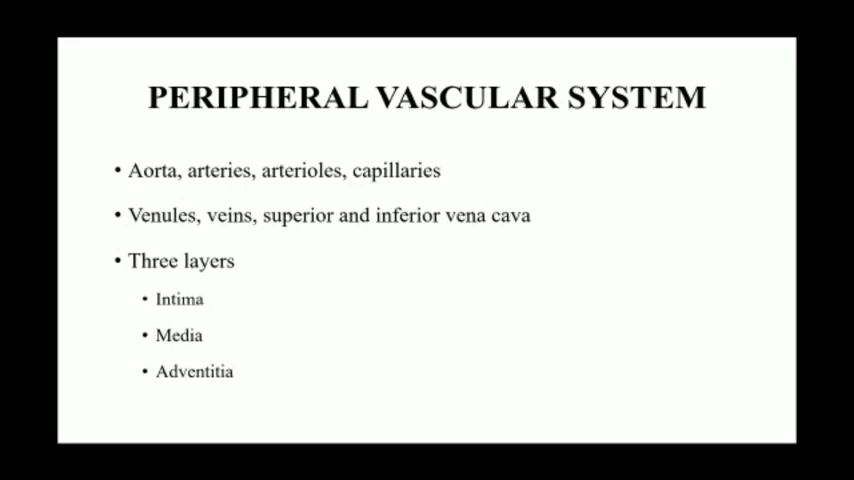 PERIPHERAL VASCULAR SYSTEM
• Aorta, arteries, arterioles, capillaries
• Venules, veins, superior and inferior vena cava
• Three layers
• Intima
• Media
• Adventitia